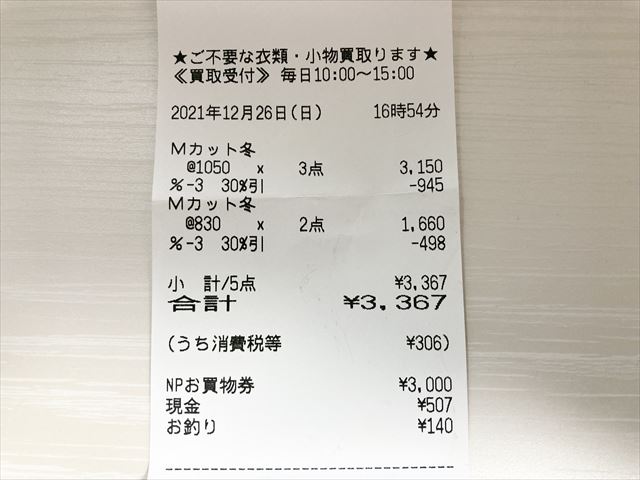 ★ご不要な衣類・小物買取ります★
≪買取受付≫ 毎日10:00～15:00
2021年12月26日(日) 16時54分
Mカット冬
@1050 x 3点 3,150
%-3 30%引 -945
Mカット冬
@830 x 2点 1,660
%-3 30%引 -498
小 計/5点 ¥3,367
合計 ¥3,367
(うち消費税等 ¥306)
NPお買物券 ¥3,000
現金 ¥507
お釣り ¥140